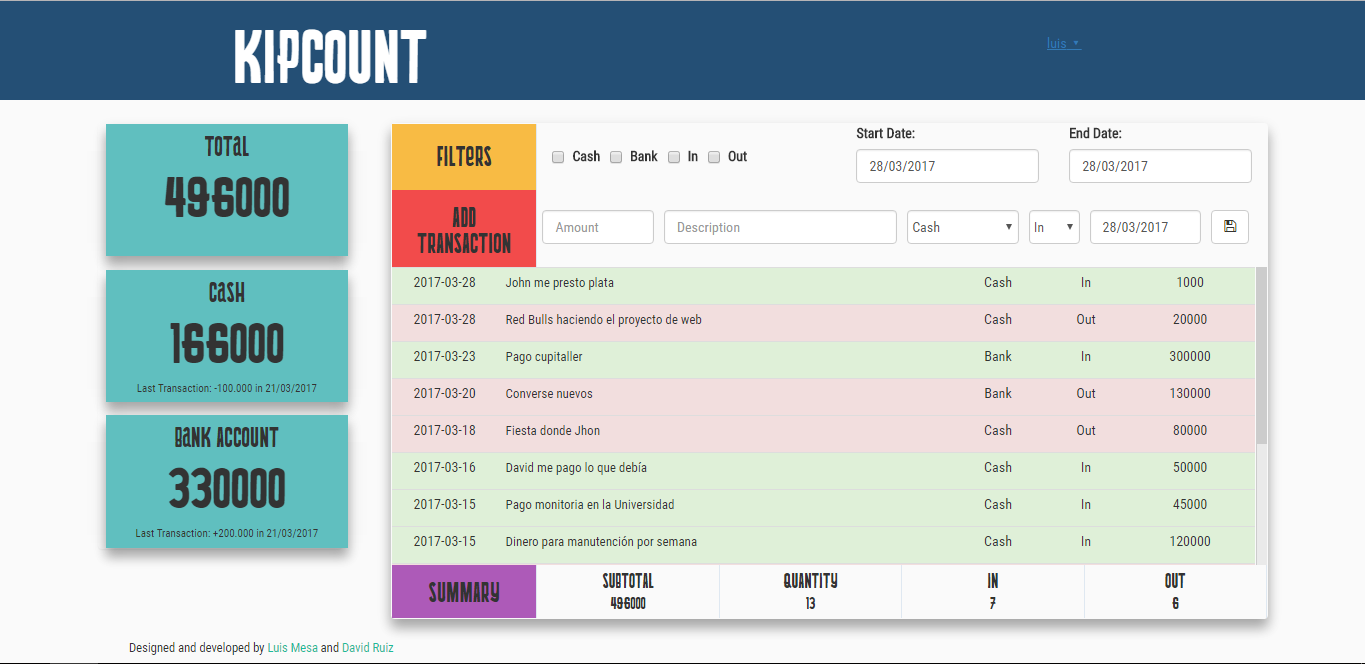 KIPCOUNT
luis
Total
496000
Cash
166000
Last Transaction: -100.000 in 21/03/2017
Bank Account
330000
Last Transaction: +200.000 in 21/03/2017
Filters
Cash Bank In Out
Start Date:
28/03/2017
End Date:
28/03/2017
ADD TRANSACTION
Amount Description Cash In 28/03/2017
2017-03-28 John me presto plata Cash In 1000
2017-03-28 Red Bulls haciendo el proyecto de web Cash Out 20000
2017-03-23 Pago cupitaller Bank In 300000
2017-03-20 Converse nuevos Bank Out 130000
2017-03-18 Fiesta donde Jhon Cash Out 80000
2017-03-16 David me pago lo que debía Cash In 50000
2017-03-15 Pago monitoria en la Universidad Cash In 45000
2017-03-15 Dinero para manutención por semana Cash In 120000
SUMMARY
SUBTOTAL
496000
QUANTITY
13
IN
7
OUT
6
Designed and developed by Luis Mesa and David Ruiz